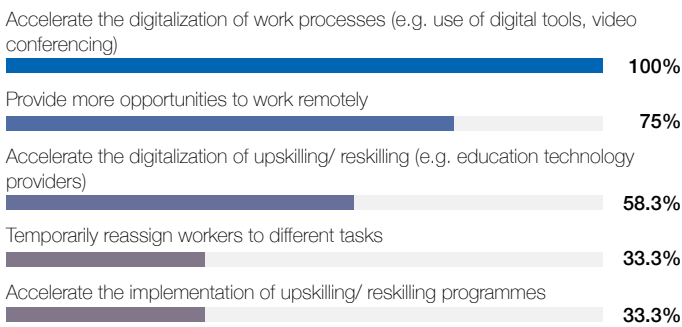 Accelerate the digitalization of work processes (e.g. use of digital tools, video
conferencing)
100%
Provide more opportunities to work remotely
75%
Accelerate the digitalization of upskilling/ reskilling (e.g. education technology
providers)
58.3%
Temporarily reassign workers to different tasks
33.3%
Accelerate the implementation of upskilling/ reskilling programmes
33.3%